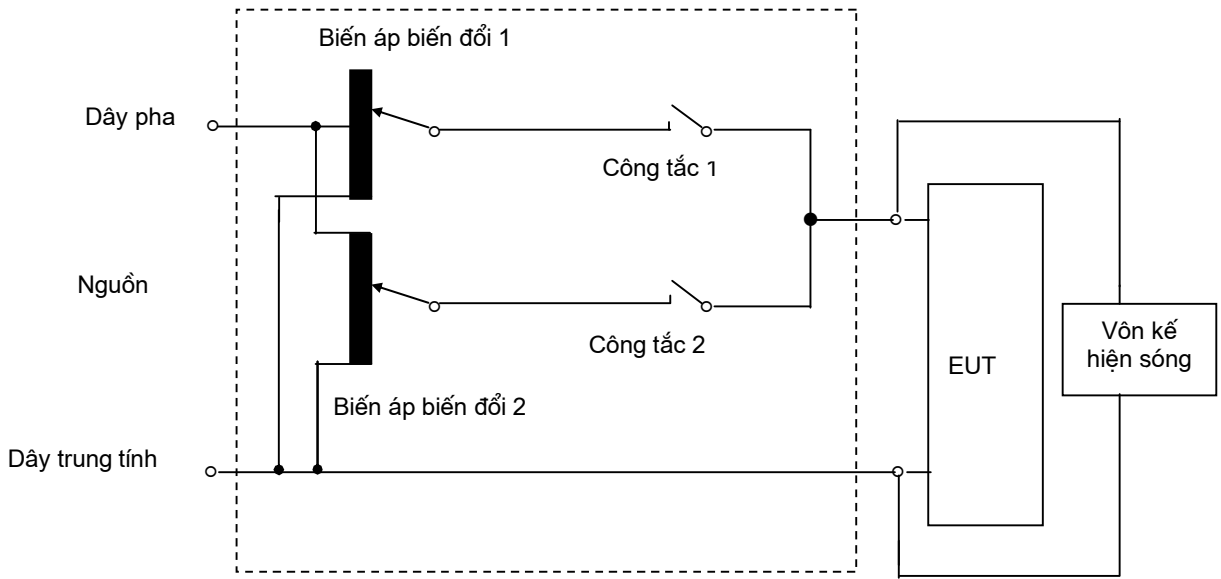 Biến áp biến đổi 1
Dây pha
Công tắc 1
Nguồn
Công tắc 2
Vôn kế
hiện sóng
EUT
Biến áp biến đổi 2
Dây trung tính